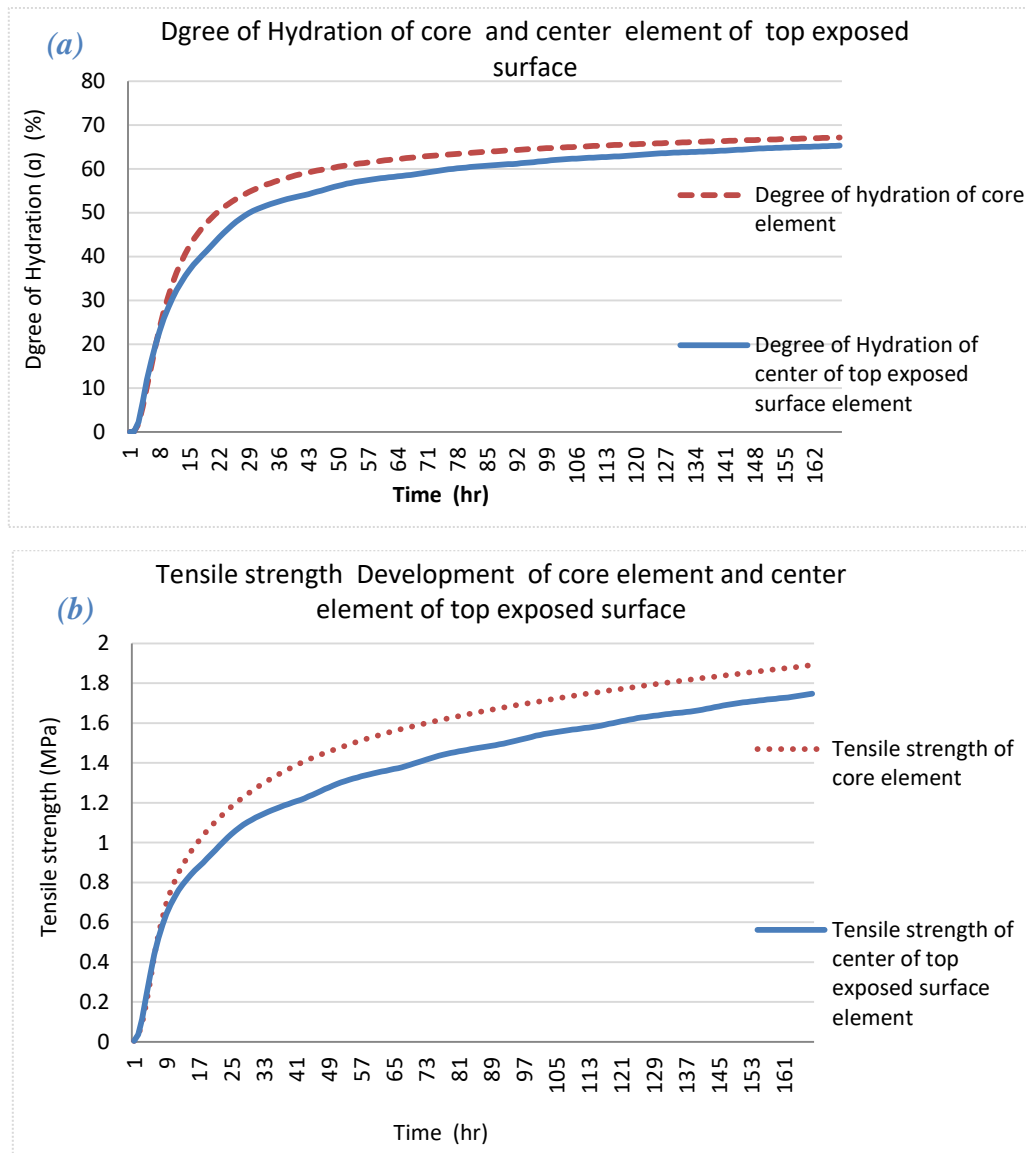 (a)
Dgree of Hydration of core and center element of top exposed
surface
80
70
60
50
40
30
20
10
0
Dgree of Hydration (α) (%)
Degree of hydration of core
element
Degree of Hydration of
center of top exposed
surface element
1 8 15 22 29 36 43 50 57 64 71 78 85 92 99 106 113 120 127 134 141 148 155 162
Time (hr)
(b)
Tensile strength Development of core element and center
element of top exposed surface
2
1.8
1.6
1.4
1.2
1
0.8
0.6
0.4
0.2
0
Tensile strength (MPa)
Tensile strength of
core element
Tensile strength of
center of top
exposed surface
element
1 9 17 25 33 41 49 57 65 73 81 89 97 105 113 121 129 137 145 153 161
Time (hr)